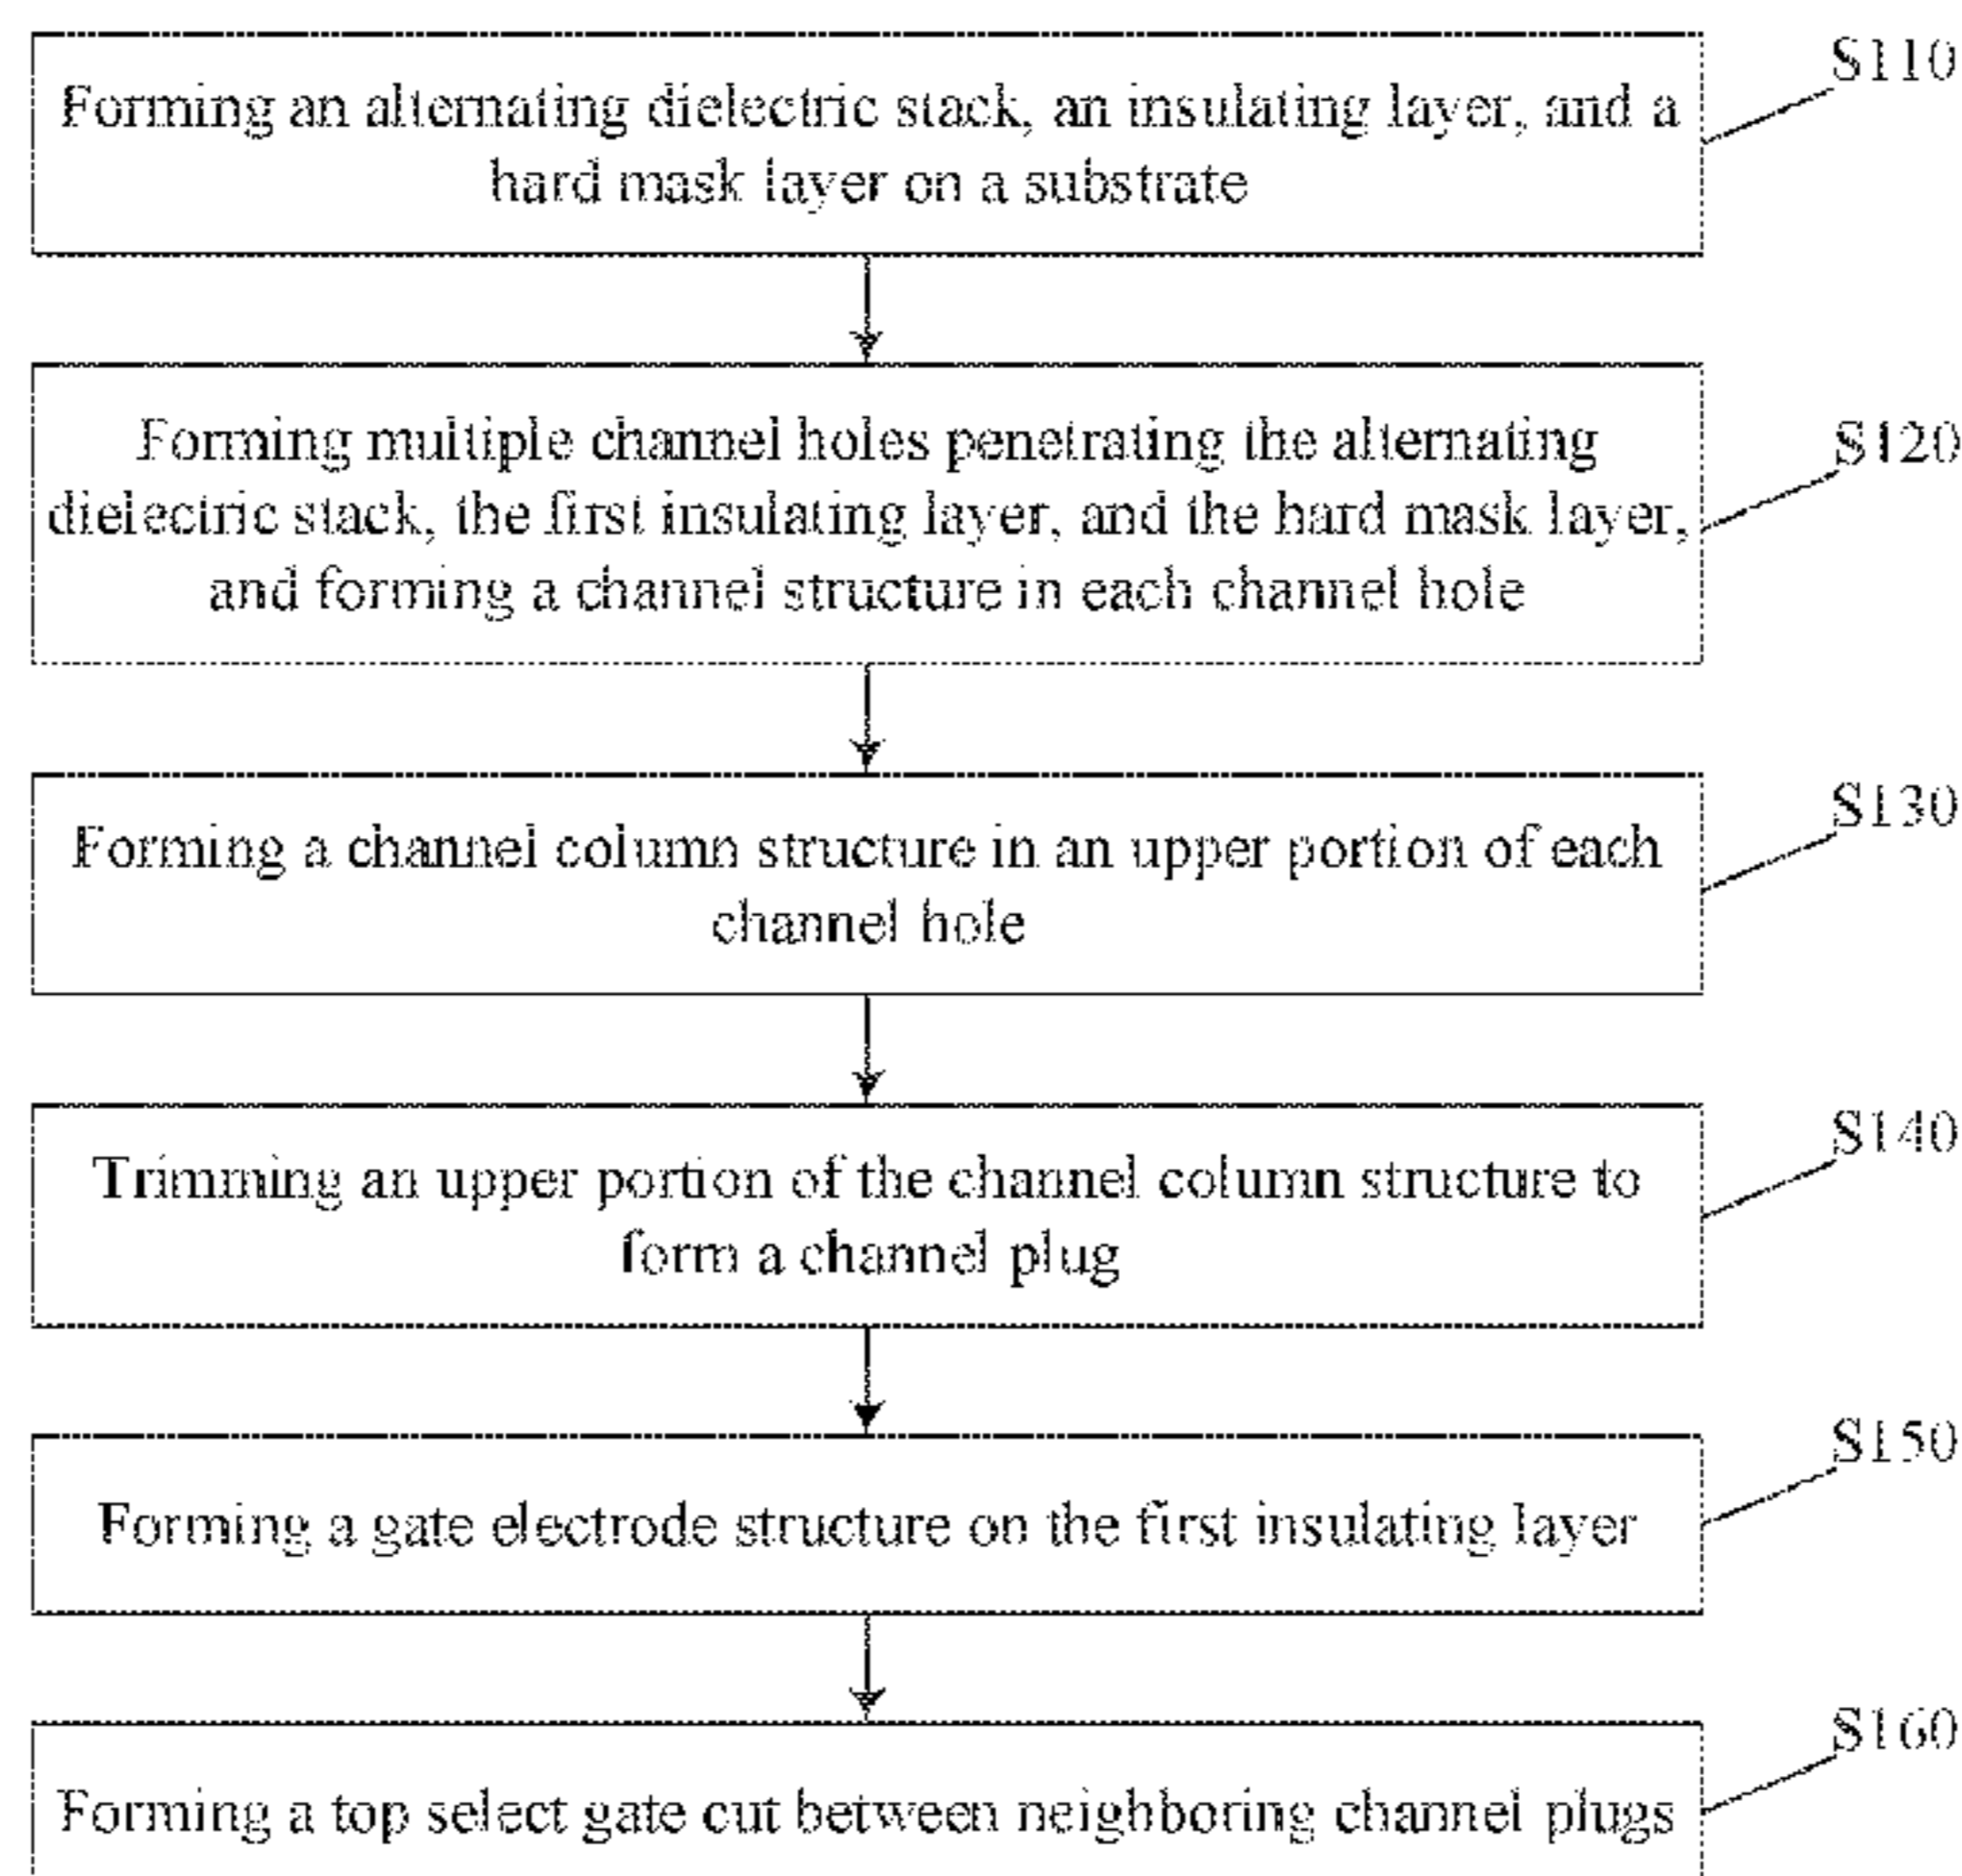 S110
Forming an alternating dielectric stack, an insulating layer, and a
hard mask layer on a substrate
S120
Forming multiple channel holes penetrating the alternating
dielectric stack, the first insulating layer, and the hard mask layer,
and forming a channel structure in each channel hole
S130
Forming a channel column structure in an upper portion of each
channel hole
S140
Trimming an upper portion of the channel column structure to
form a channel plug
S150
Forming a gate electrode structure on the first insulating layer
S160
Forming a top select gate cut between neighboring channel plugs